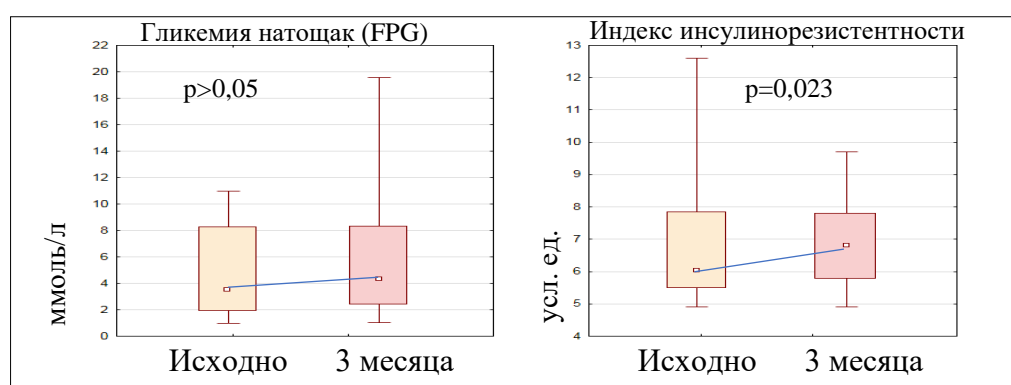 Гликемия натощак (FPG)
p>0,05
22
20
18
16
14
12
10
8
6
4
2
0
ммоль/л
Исходно 3 месяца
Индекс инсулинорезистентности
p=0,023
13
12
11
10
9
8
7
6
5
4
усл. ед.
Исходно 3 месяца